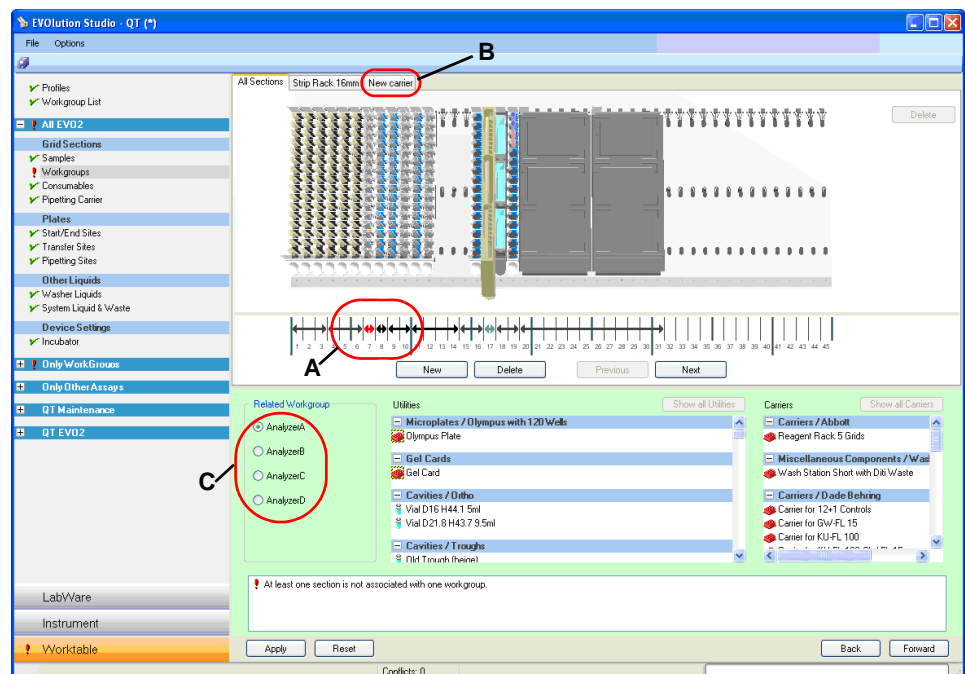 EVOlution Studio - QT (*)
File Options
B
All Sections Strip Rack 16mm New carrier
Delete
Profiles
Workgroup List
All EVO2
Grid Sections
Samples
Workgroups
Consumables
Pipetting Carrier
Plates
Start/End Sites
Transfer Sites
Pipetting Sites
Other Liquids
Washer Liquids
System Liquid & Waste
Device Settings
Incubator
OnlyWorkGroups
OnlyOtherAssays
QT Maintenance
QT EVO2
LabWare
Instrument
Worktable
1 2 3 4 5 6 7 8 9 10 11 12 13 14 15 16 17 18 19 20 21 22 23 24 25 26 27 28 29 30 31 32 33 34 35 36 37 38 39 40 41 42 43 44 45
A
New Delete Previous Next
Related Workgroup
AnalyzerA
AnalyzerB
AnalyzerC
AnalyzerD
C
Utilities Show all Utilities
Microplates / Olympus with 120 Wells
Olympus Plate
Gel Cards
Gel Card
Cavities / Ortho
Vial D16 H44.1 5ml
Vial D21.8 H43.7 9.5ml
Cavities / Troughs
Old Trough (beige)
Carriers Show all Carriers
Carriers / Abbott
Reagent Rack 5 Grids
Miscellaneous Components / Wash
Wash Station Short with Diti Waste
Carriers / Dade Behring
Carrier for 12+1 Controls
Carrier for GW-FL 15
Carrier for KU-FL 100
At least one section is not associated with one workgroup.
Apply Reset Back Forward
Conflicts: 0